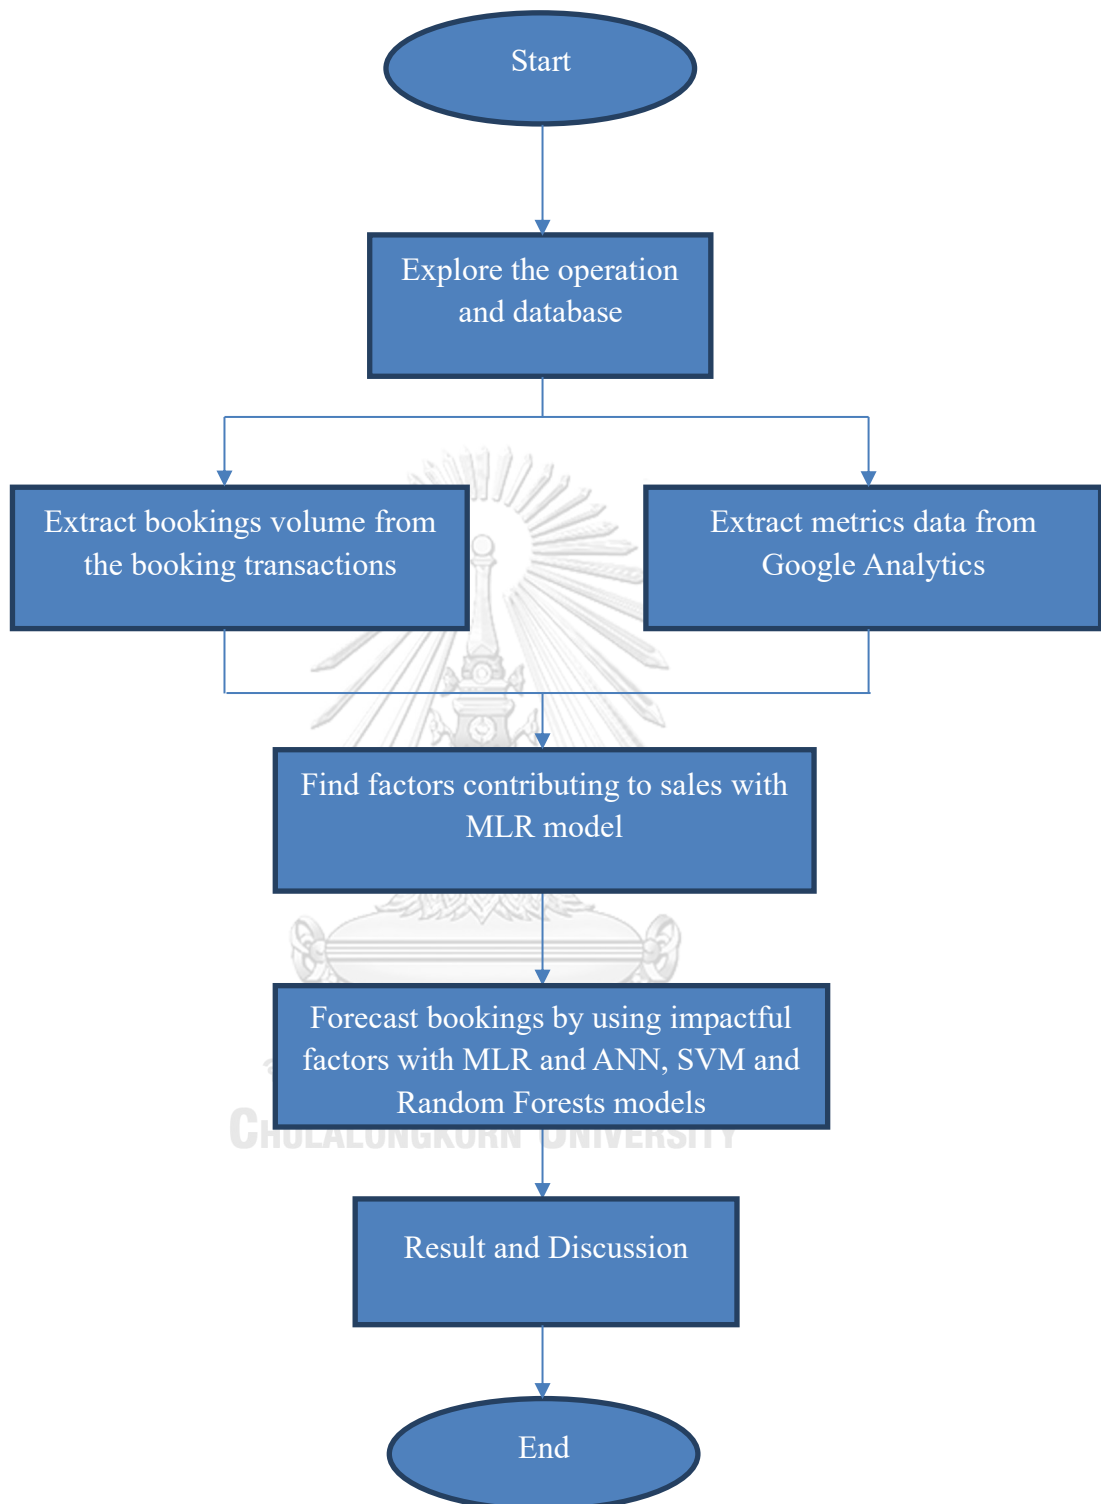 Start
Explore the operation
and database
Extract bookings volume from
the booking transactions
Extract metrics data from
Google Analytics
Find factors contributing to sales with
MLR model
Forecast bookings by using impactful
factors with MLR and ANN, SVM and
Random Forests models
CHULALONGKORN UNIVERSITY
Result and Discussion
End